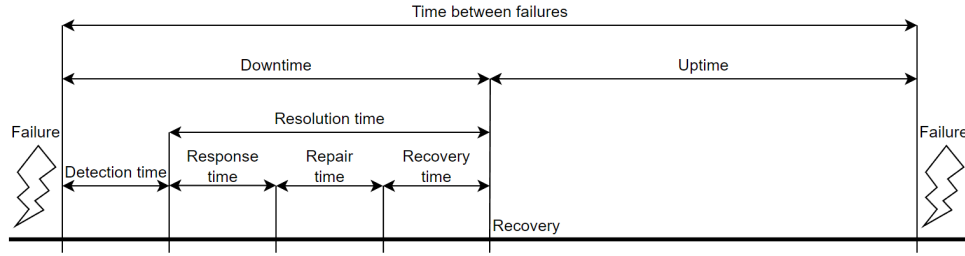 Time between failures
Downtime
Uptime
Resolution time
Failure
Failure
Detection time
Response
time
Repair
time
Recovery
time
Recovery